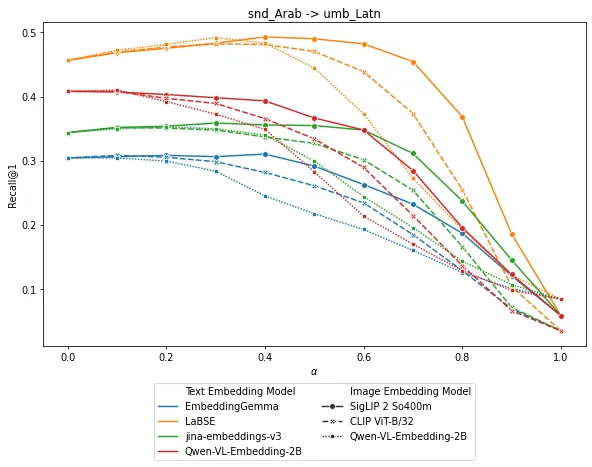 snd_Arab -> umb_Latn
Recall@1
0.5
0.4
0.3
0.2
0.1
0.0 0.2 0.4 0.6 0.8 1.0
α
Text Embedding Model Image Embedding Model
EmbeddingGemma SigLIP 2 So400m
LaBSE CLIP ViT-B/32
jina-embeddings-v3 Qwen-VL-Embedding-2B
Qwen-VL-Embedding-2B